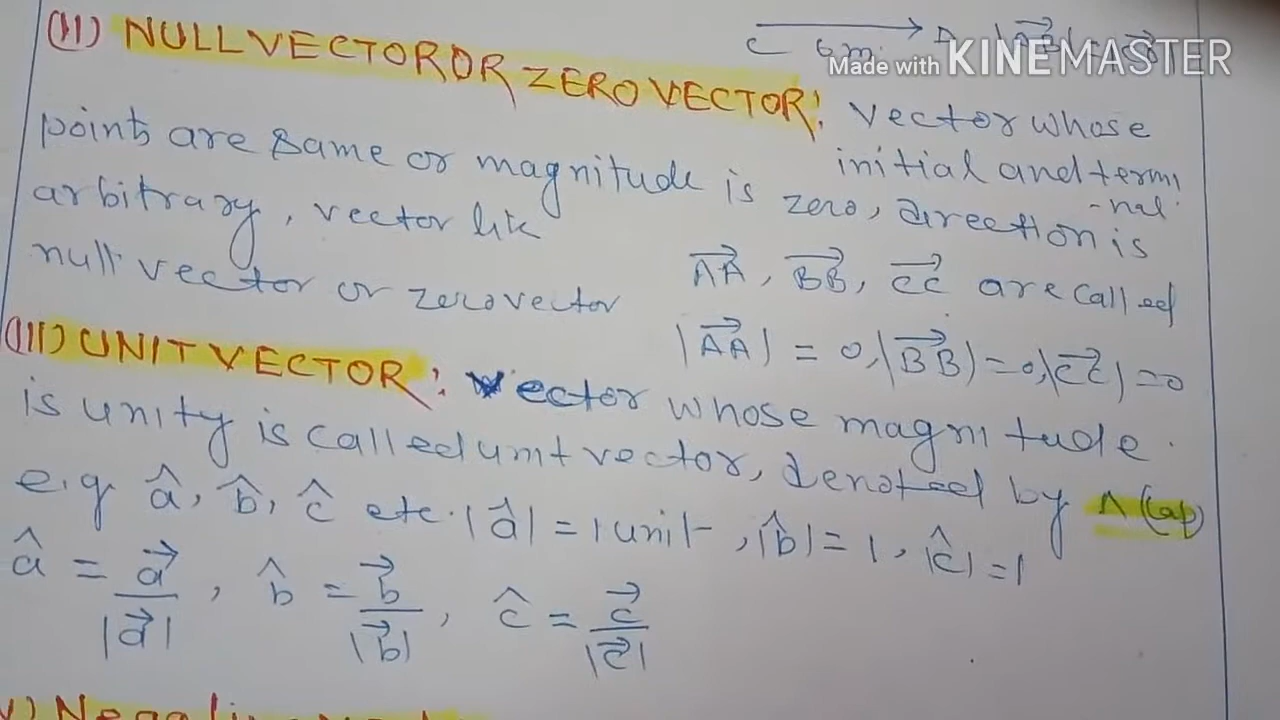 C 6m
Made with KINEMASTER
(II) NULL VECTOR OR ZERO VECTOR: Vector whose
initial and termi
-nal
points are same or magnitude is zero, direction is
arbitrary, vector lik
AA, BB, CC are called
null vector or zero vector
|AA| = 0, |BB| = 0, |CC| = 0
(III) UNIT VECTOR: Vector whose magnitude.
is unity is called unit vector, denoted by ∧ (cap)
e.g â, b̂, ĉ etc. |â| = 1 unit, |b̂| = 1, |ĉ| = 1
â = a⃗/|a⃗|, b̂ = b⃗/|b⃗|, ĉ = c⃗/|c⃗|